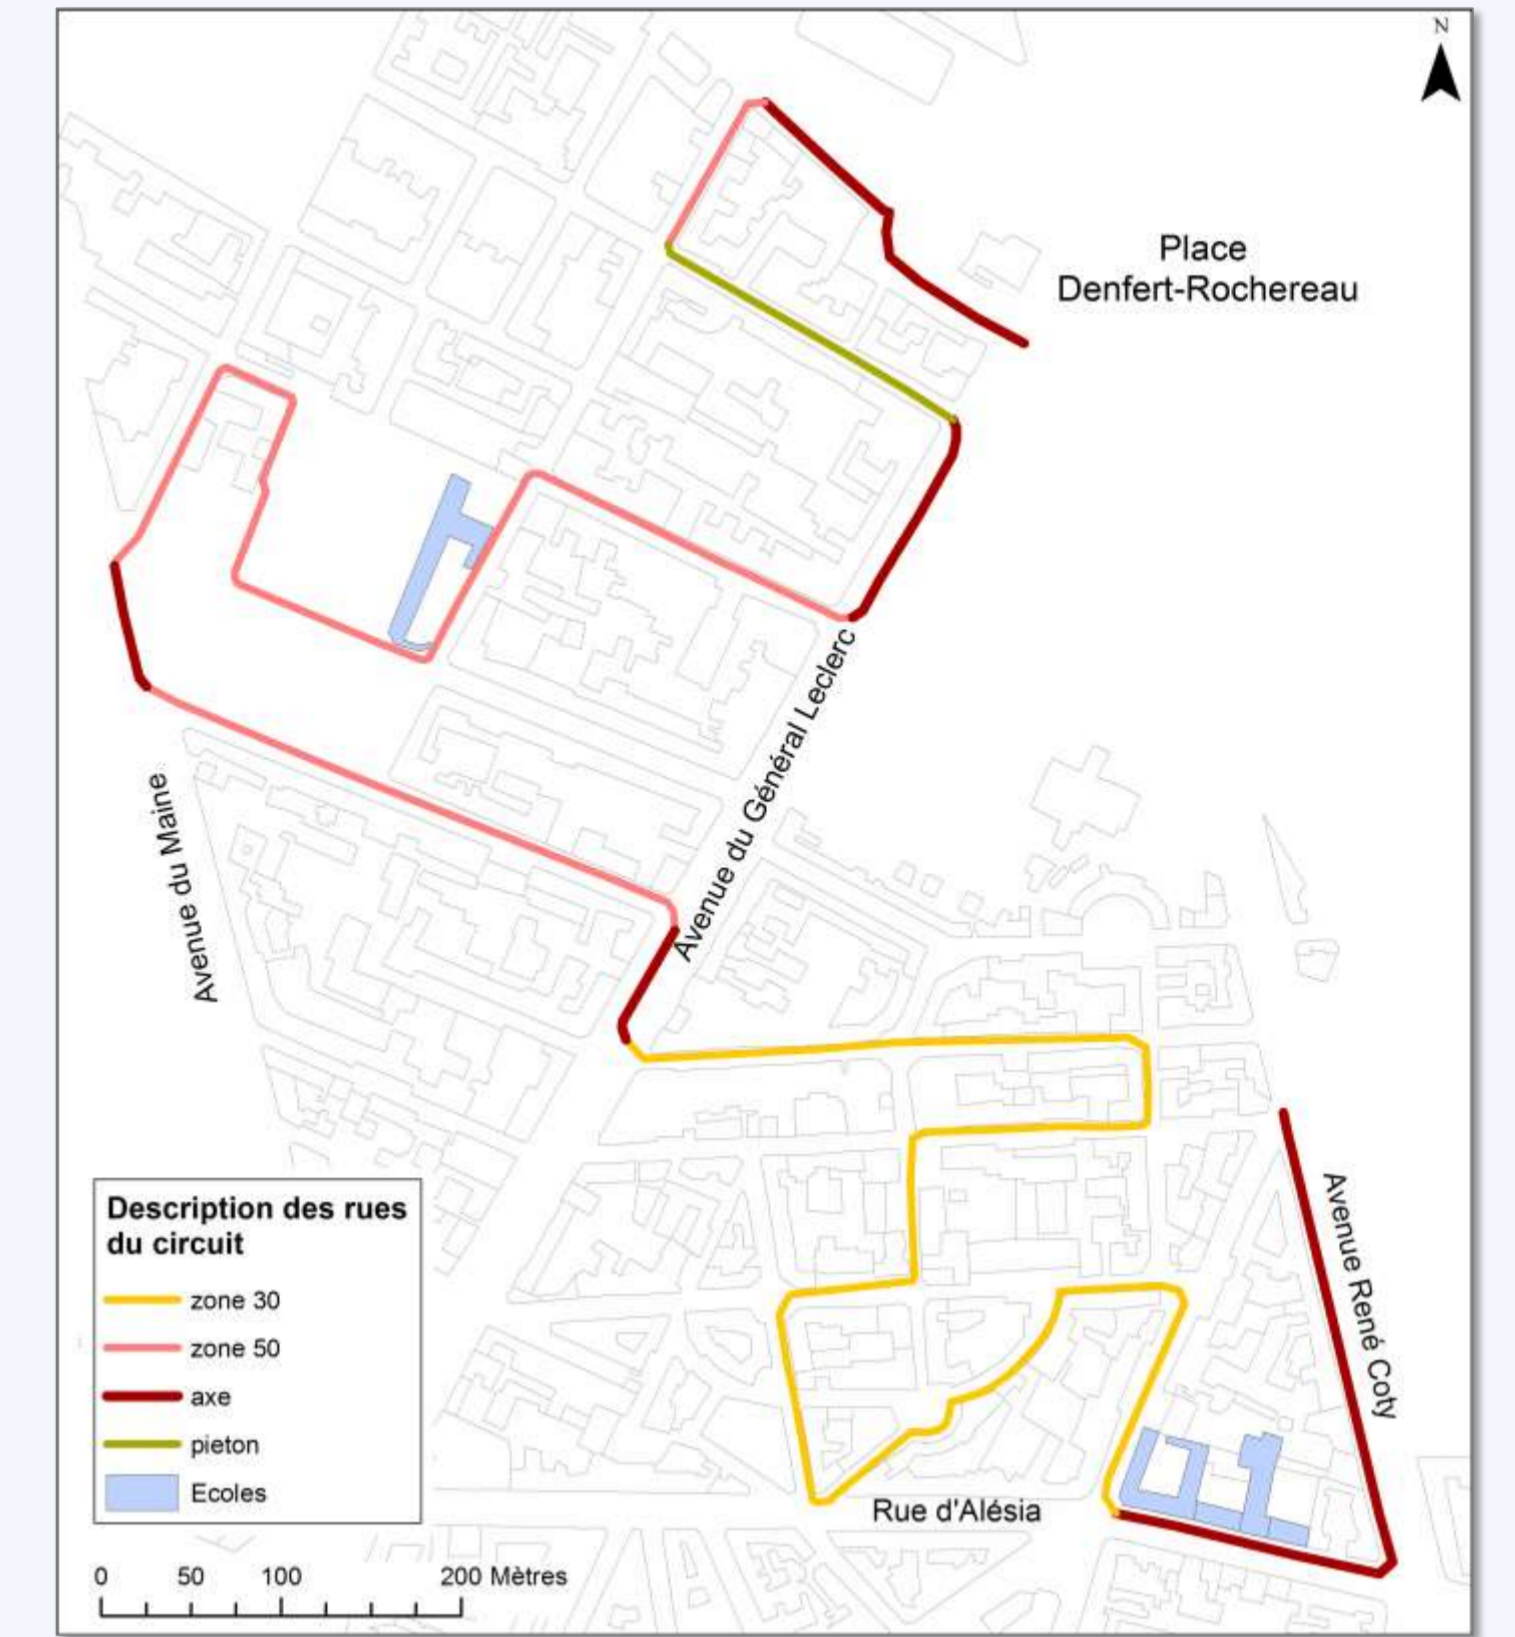 N
Place
Denfert-Rochereau
Avenue du Général Leclerc
Avenue du Maine
Avenue René Coty
Rue d'Alésia
Description des rues
du circuit
zone 30
zone 50
axe
pieton
Ecoles
0 50 100 200 Mètres